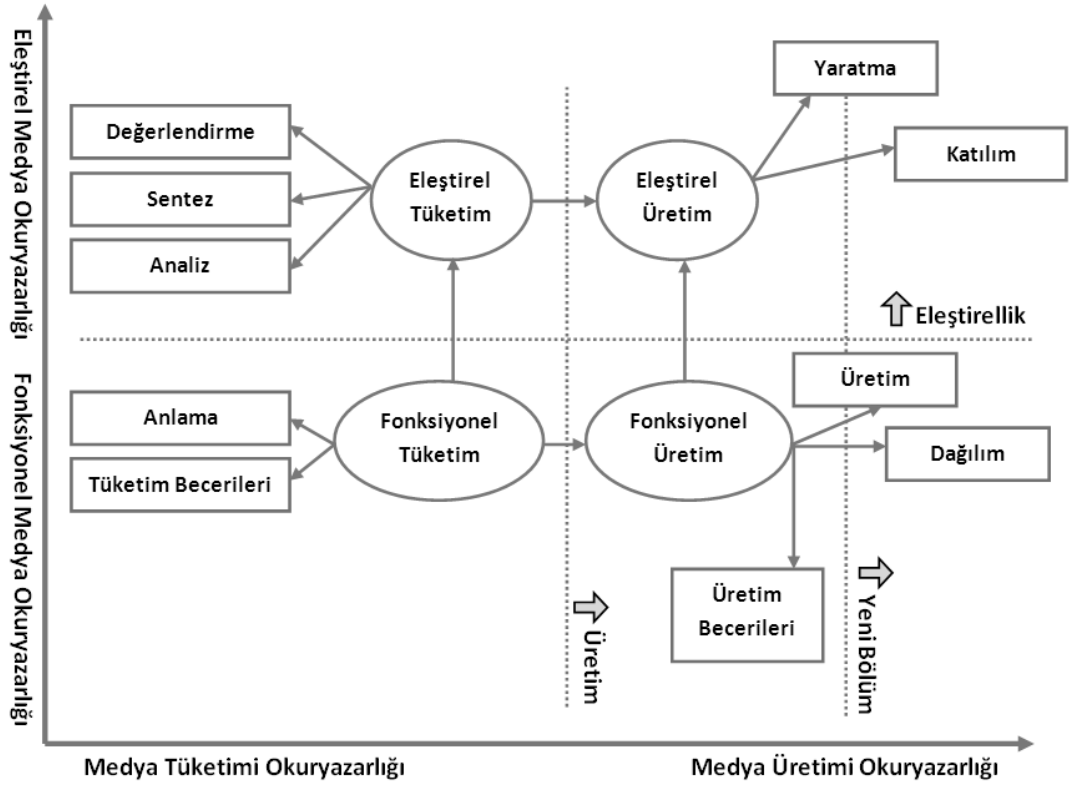 Eleştirel Medya Okuryazarlığı
Fonksiyonel Medya Okuryazarlığı
Yaratma
Değerlendirme
Katılım
Eleştirel
Tüketim
Eleştirel
Üretim
Sentez
Analiz
Eleştirellik
Üretim
Anlama
Fonksiyonel
Tüketim
Fonksiyonel
Üretim
Dağılım
Tüketim Becerileri
Üretim
Becerileri
Üretim
Yeni Bölüm
Medya Tüketimi Okuryazarlığı
Medya Üretimi Okuryazarlığı